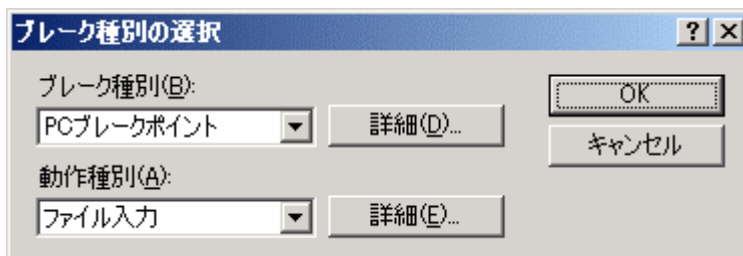 ブレーク種別の選択
ブレーク種別(B):
PCブレークポイント
詳細(D)...
OK
キャンセル
動作種別(A):
ファイル入力
詳細(E)...